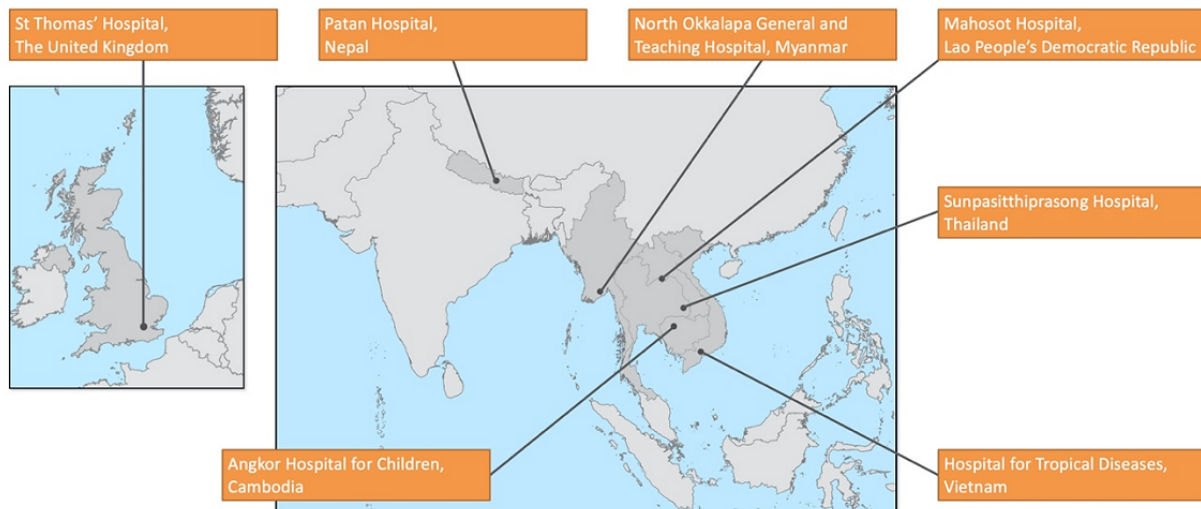 St Thomas’ Hospital,
The United Kingdom
Patan Hospital,
Nepal
North Okkalapa General and
Teaching Hospital, Myanmar
Mahosot Hospital,
Lao People’s Democratic Republic
Sunpasitthiprasong Hospital,
Thailand
Angkor Hospital for Children,
Cambodia
Hospital for Tropical Diseases,
Vietnam